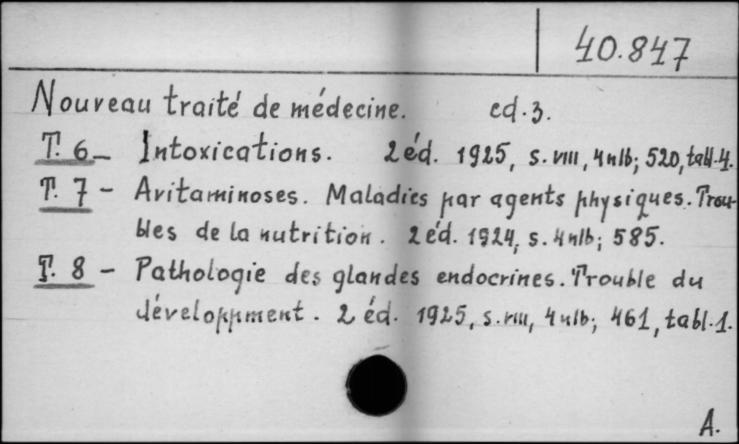 40.847
Nouveau traité de médecine. cd. 3.
T. 6 – Intoxications. 2 éd. 1925, s. VIII, 4 nlb; 520, tabl. 4.
T. 7 – Avitaminoses. Maladies par agents physiques. Trou-
bles de la nutrition. 2 éd. 1924, s. 4 nlb; 585.
T. 8 – Pathologie des glandes endocrines. Trouble du
développment. 2 éd. 1925, s. VIII, 4 nlb; 461, tabl. 1.
A.